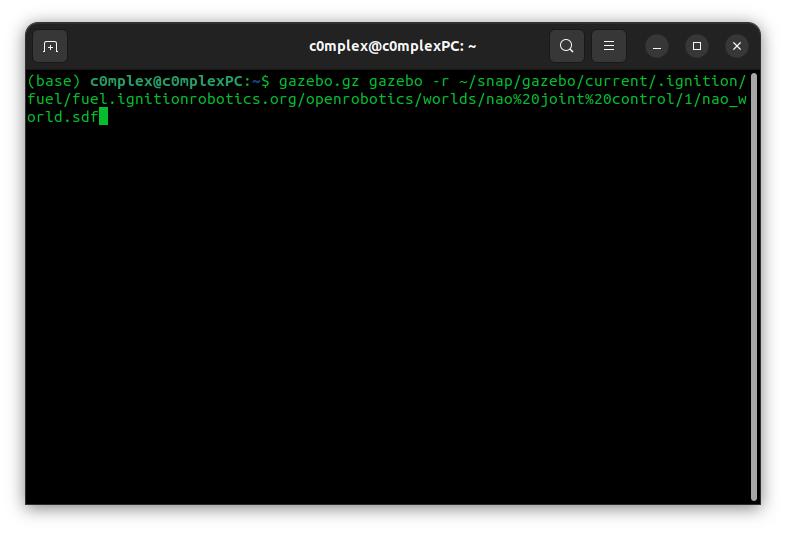 c0mplex@c0mplexPC: ~
(base) c0mplex@c0mplexPC:~$ gazebo.gz gazebo -r ~/snap/gazebo/current/.ignition/
fuel/fuel.ignitionrobotics.org/openrobotics/worlds/nao%20joint%20control/1/nao_w
orld.sdf